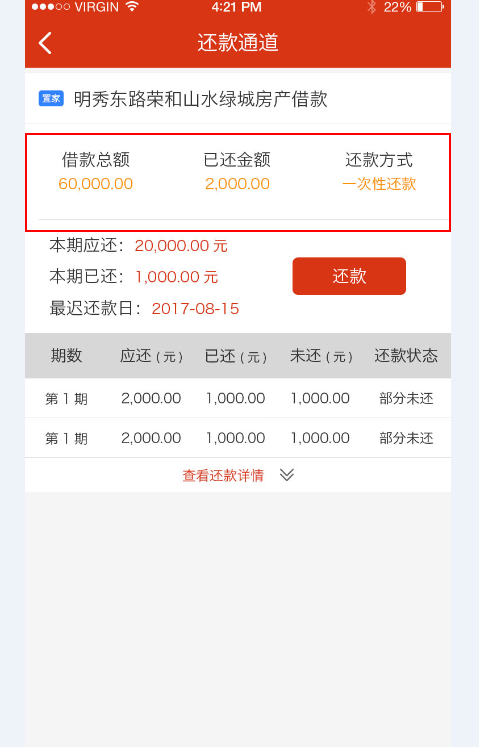 VIRGIN 4:21 PM 22%
还款通道
置家 明秀东路荣和山水绿城房产借款
借款总额 已还金额 还款方式
60,000.00 2,000.00 一次性还款
本期应还：20,000.00 元
本期已还：1,000.00 元
还款
最迟还款日：2017-08-15
期数 应还（元） 已还（元） 未还（元） 还款状态
第 1 期 2,000.00 1,000.00 1,000.00 部分未还
第 1 期 2,000.00 1,000.00 1,000.00 部分未还
查看还款详情